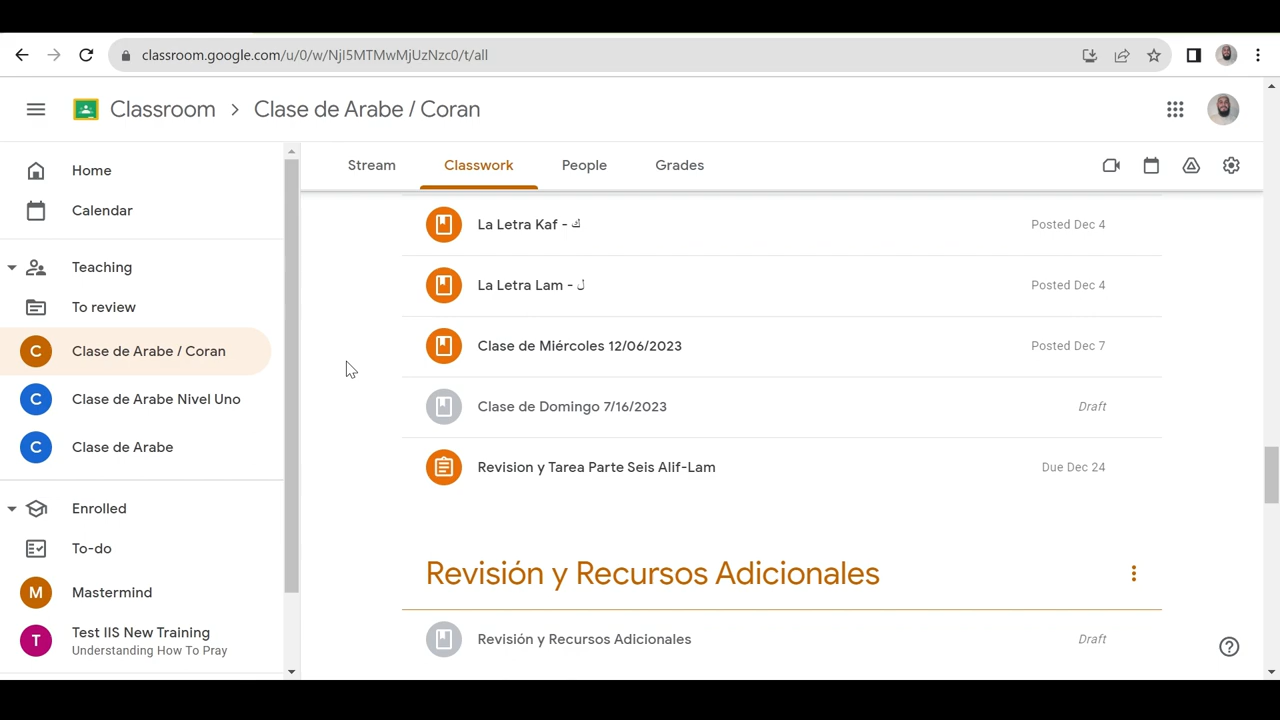 classroom.google.com/u/0/w/NjI5MTMwMjUzNzc0/t/all
Classroom > Clase de Arabe / Coran
Home
Calendar
Teaching
To review
C Clase de Arabe / Coran
C Clase de Arabe Nivel Uno
C Clase de Arabe
Enrolled
To-do
M Mastermind
T Test IIS New Training
Understanding How To Pray
Stream Classwork People Grades
La Letra Kaf - ك Posted Dec 4
La Letra Lam - ل Posted Dec 4
Clase de Miércoles 12/06/2023 Posted Dec 7
Clase de Domingo 7/16/2023 Draft
Revision y Tarea Parte Seis Alif-Lam Due Dec 24
Revisión y Recursos Adicionales
Revisión y Recursos Adicionales Draft